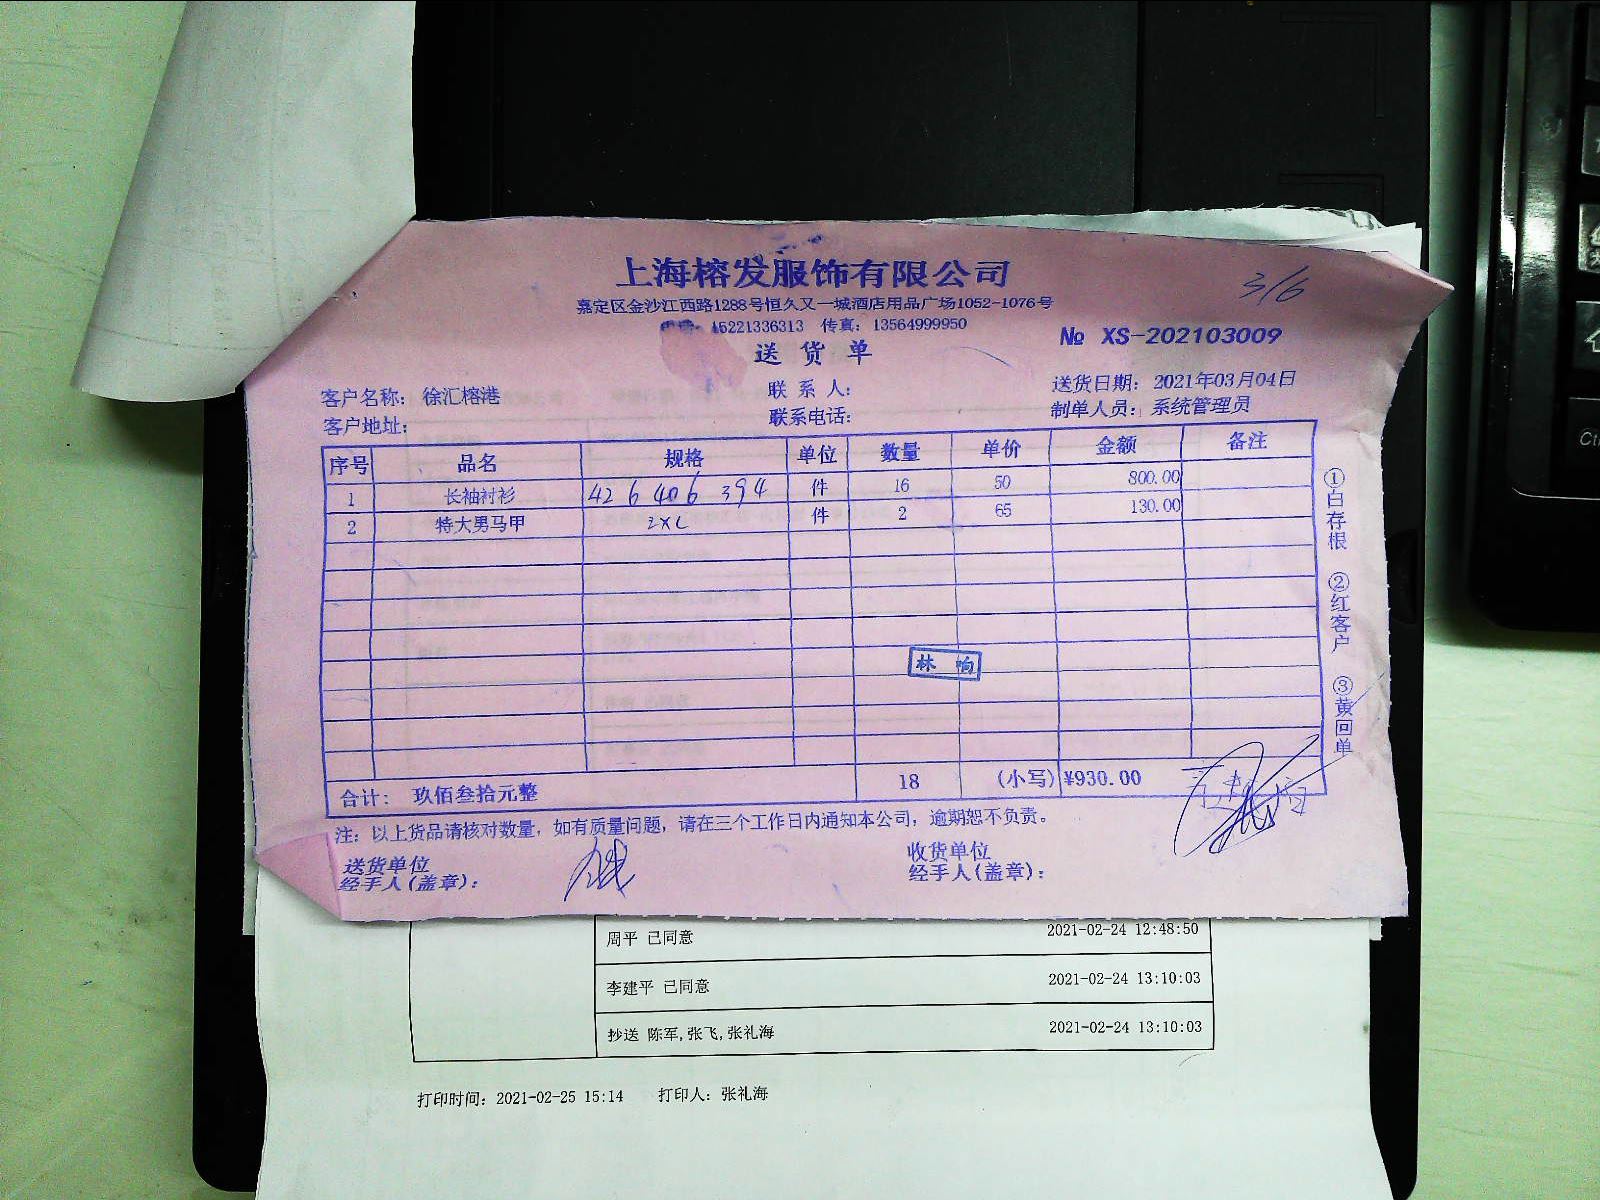 上海榕发服饰有限公司
3/6
嘉定区金沙江西路1288号恒久又一城酒店用品广场1052-1076号
15221336313 传真: 13564999950
№ XS-202103009
送货单
客户名称: 徐汇榕港 联系人: 送货日期: 2021年03月04日
客户地址: 联系电话: 制单人员: 系统管理员
序号 品名 规格 单位 数量 单价 金额 备注
1 长袖衬衫 42 6 40 6 39 4 件 16 50 800.00
2 特大男马甲 2XL 件 2 65 130.00
林 响
合计: 玖佰叁拾元整 18 (小写) ¥930.00
注: 以上货品请核对数量, 如有质量问题, 请在三个工作日内通知本公司, 逾期恕不负责。
送货单位 收货单位
经手人(盖章): 经手人(盖章):
①白存根 ②红客户 ③黄回单
周平 已同意 2021-02-24 12:48:50
李建平 已同意 2021-02-24 13:10:03
抄送 陈军,张飞,张礼海 2021-02-24 13:10:03
打印时间: 2021-02-25 15:14 打印人: 张礼海